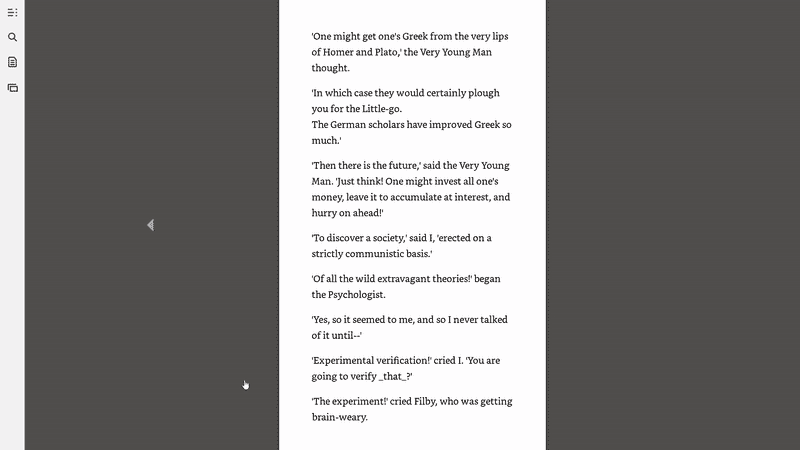 'One might get one's Greek from the very lips
of Homer and Plato,' the Very Young Man
thought.
'In which case they would certainly plough
you for the Little-go.
The German scholars have improved Greek so
much.'
'Then there is the future,' said the Very Young
Man. 'Just think! One might invest all one's
money, leave it to accumulate at interest, and
hurry on ahead!'
'To discover a society,' said I, 'erected on a
strictly communistic basis.'
'Of all the wild extravagant theories!' began
the Psychologist.
'Yes, so it seemed to me, and so I never talked
of it until--'
'Experimental verification!' cried I. 'You are
going to verify _that_?'
'The experiment!' cried Filby, who was getting
brain-weary.